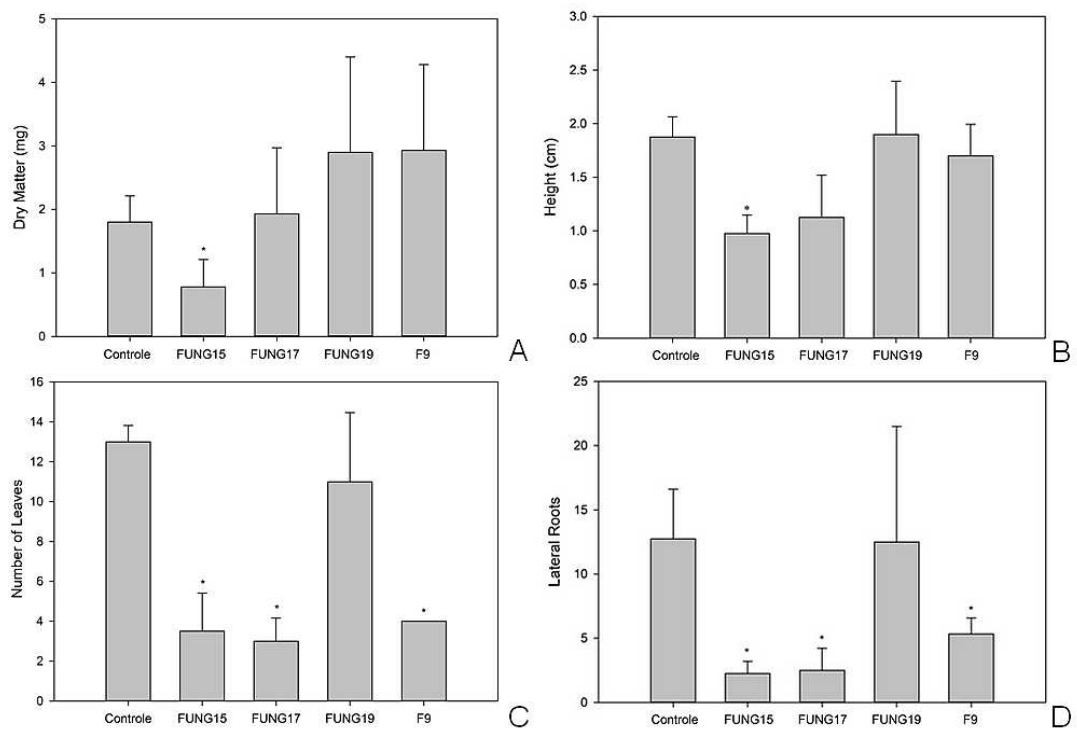 Dry Matter (mg)
5
4
3
2
1
0
*
Controle FUNG15 FUNG17 FUNG19 F9
A
Height (cm)
3.0
2.5
2.0
1.5
1.0
0.5
0.0
*
Controle FUNG15 FUNG17 FUNG19 F9
B
Number of Leaves
16
14
12
10
8
6
4
2
0
* * *
Controle FUNG15 FUNG17 FUNG19 F9
C
Lateral Roots
25
20
15
10
5
0
* * *
Controle FUNG15 FUNG17 FUNG19 F9
D